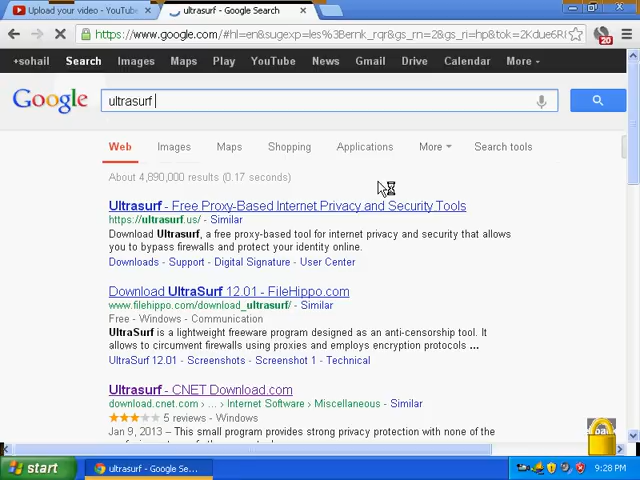 Upload your video - YouTube
ultrasurf - Google Search
https://www.google.com/#hl=en&sugexp=les%3Bernk_rqr&gs_rn=2&gs_ri=hp&tok=2Kdue6Rf
20
+sohail Search Images Maps Play YouTube News Gmail Drive Calendar More
Google
ultrasurf
Web Images Maps Shopping Applications More Search tools
About 4,890,000 results (0.17 seconds)
Ultrasurf - Free Proxy-Based Internet Privacy and Security Tools
https://ultrasurf.us/ - Similar
Download Ultrasurf, a free proxy-based tool for internet privacy and security that allows
you to bypass firewalls and protect your identity online.
Downloads - Support - Digital Signature - User Center
Download UltraSurf 12.01 - FileHippo.com
www.filehippo.com/download_ultrasurf/ - Similar
Free - Windows - Communication
UltraSurf is a lightweight freeware program designed as an anti-censorship tool. It
allows to circumvent firewalls using proxies and employs encryption protocols ...
UltraSurf 12.01 - Screenshots - Screenshot 1 - Technical
Ultrasurf - CNET Download.com
download.cnet.com › ... › Internet Software › Miscellaneous - Similar
5 reviews - Windows
Jan 9, 2013 – This small program provides strong privacy protection with none of the
start
ultrasurf - Google Se...
9:28 PM